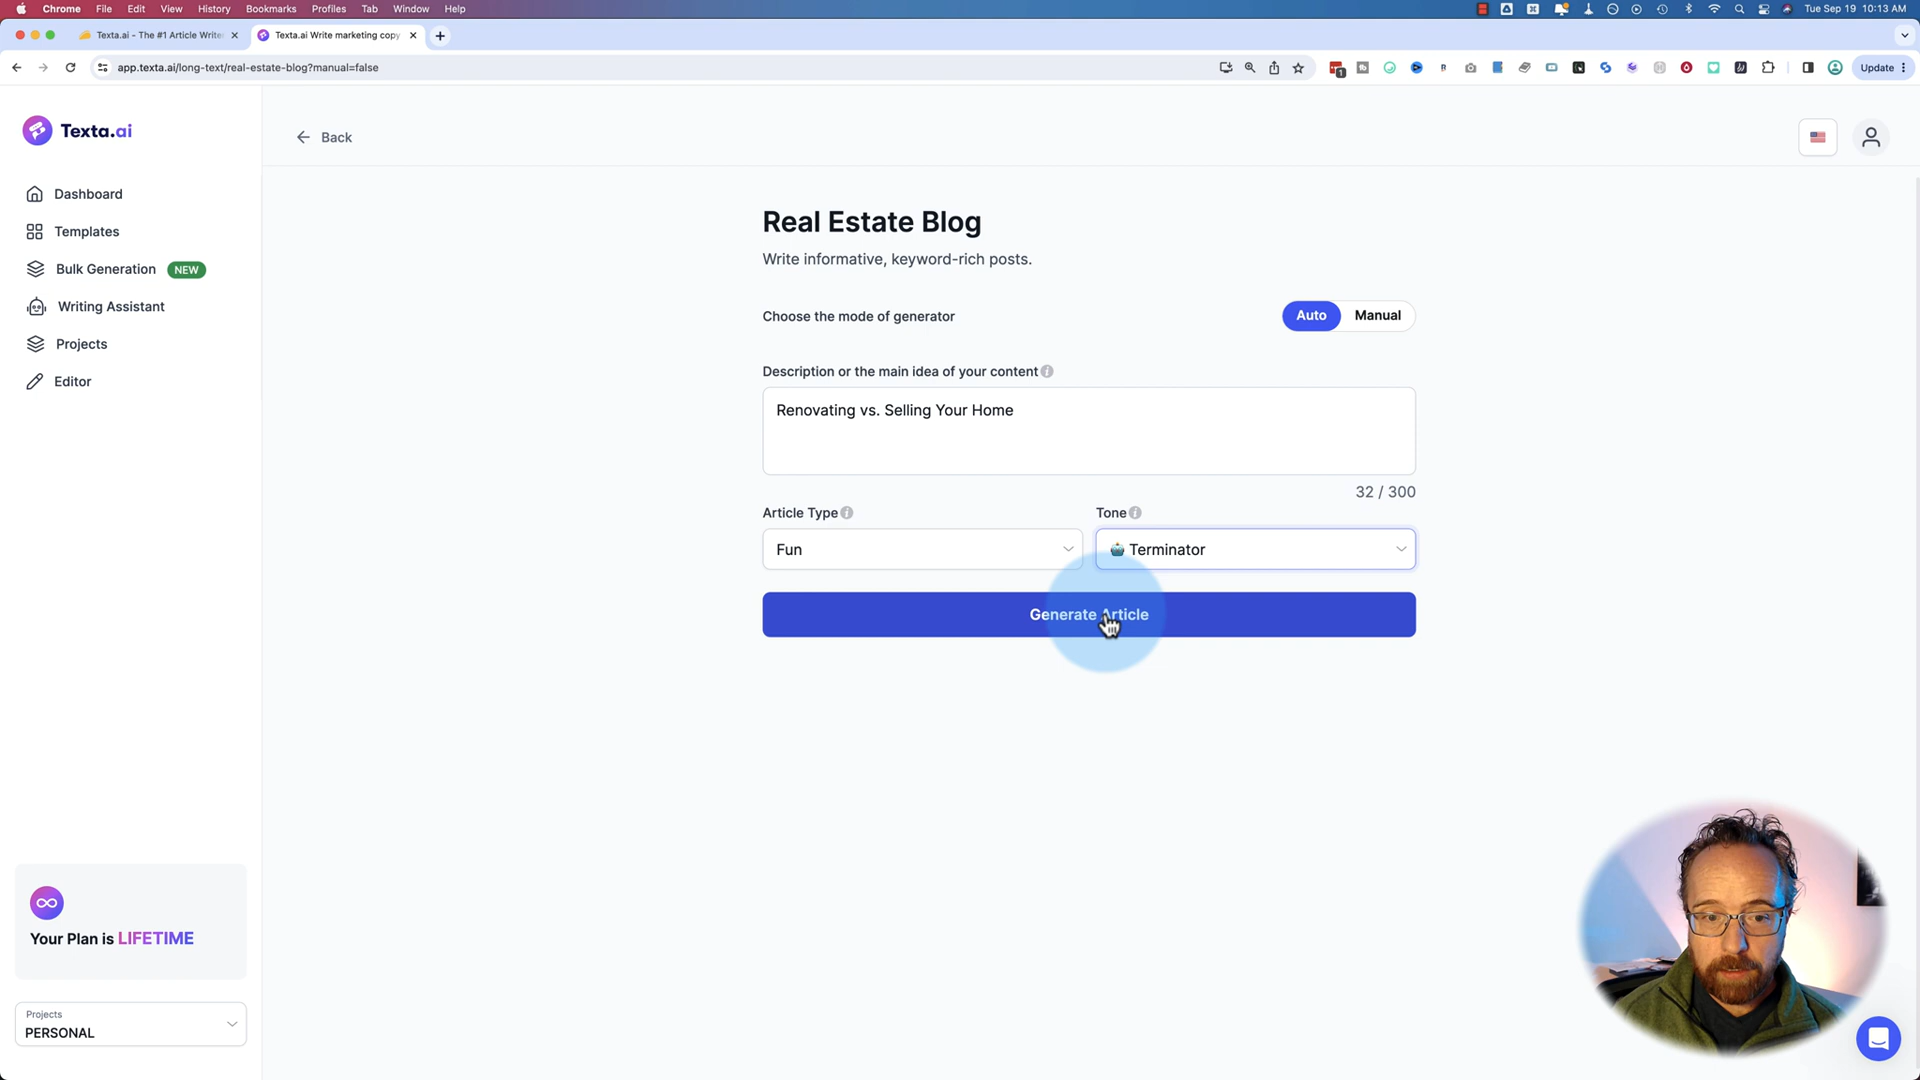 Chrome File Edit View History Bookmarks Profiles Tab Window Help Tue Sep 19 10:13 AM
Texta.ai - The #1 Article Write Texta.ai Write marketing copy
app.texta.ai/long-text/real-estate-blog?manual=false 1 Update
Texta.ai
Back
Dashboard
Templates
Bulk Generation NEW
Writing Assistant
Projects
Editor
Real Estate Blog
Write informative, keyword-rich posts.
Choose the mode of generator Auto Manual
Description or the main idea of your content
Renovating vs. Selling Your Home
32 / 300
Article Type Tone
Fun Terminator
Generate Article
Your Plan is LIFETIME
Projects
PERSONAL